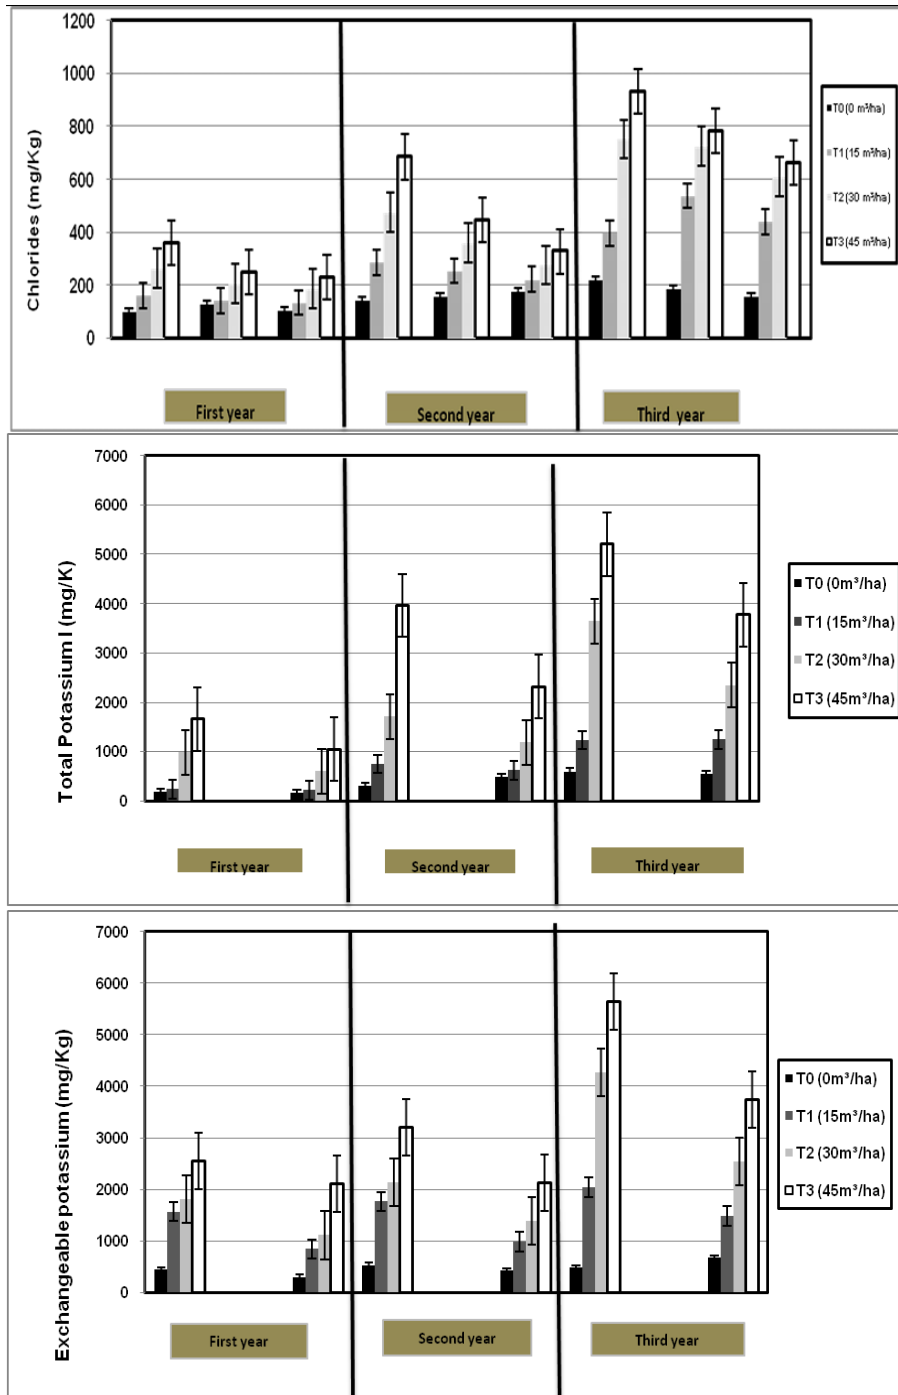 1200
1000
800
600
400
200
0
Chlorides (mg/Kg)
T0 (0 m³/ha)
T1 (15 m³/ha)
T2 (30 m³/ha)
T3 (45 m³/ha)
First year
Second year
Third year
7000
6000
5000
4000
3000
2000
1000
0
Total Potassium l (mg/K)
T0 (0m³/ha)
T1 (15m³/ha)
T2 (30m³/ha)
T3 (45m³/ha)
First year
Second year
Third year
7000
6000
5000
4000
3000
2000
1000
0
Exchangeable potassium (mg/Kg)
T0 (0m³/ha)
T1 (15m³/ha)
T2 (30m³/ha)
T3 (45m³/ha)
First year
Second year
Third year